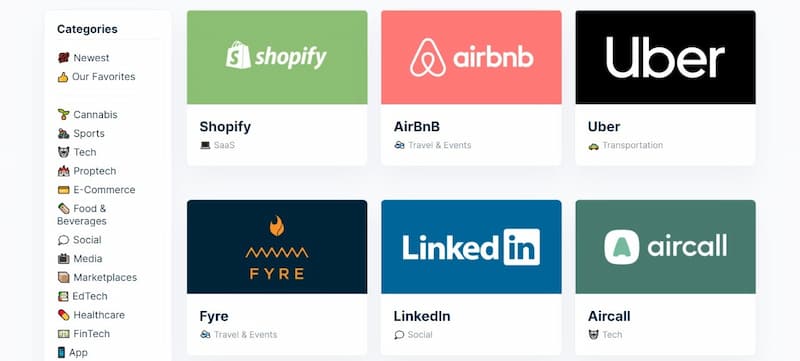 Categories
Newest
Our Favorites
Cannabis
Sports
Tech
Proptech
E-Commerce
Food &
Beverages
Social
Media
Marketplaces
EdTech
Healthcare
FinTech
App
shopify
Shopify
SaaS
airbnb
AirBnB
Travel & Events
Uber
Uber
Transportation
FYRE
Fyre
Travel & Events
Linked in
LinkedIn
Social
aircall
Aircall
Tech